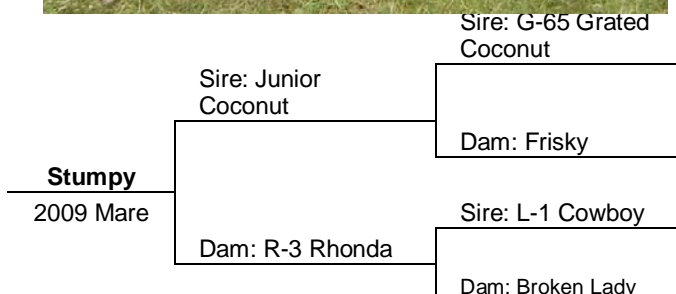 Sire: G-65 Grated
Coconut
Sire: Junior
Coconut
Dam: Frisky
Stumpy
2009 Mare
Sire: L-1 Cowboy
Dam: R-3 Rhonda
Dam: Broken Lady